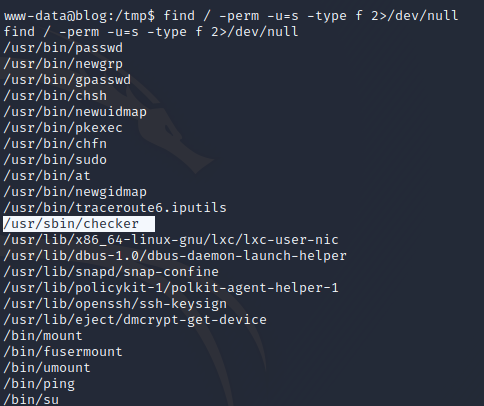 www-data@blog:/tmp$ find / -perm -u=s -type f 2>/dev/null
find / -perm -u=s -type f 2>/dev/null
/usr/bin/passwd
/usr/bin/newgrp
/usr/bin/gpasswd
/usr/bin/chsh
/usr/bin/newuidmap
/usr/bin/pkexec
/usr/bin/chfn
/usr/bin/sudo
/usr/bin/at
/usr/bin/newgidmap
/usr/bin/traceroute6.iputils
/usr/sbin/checker
/usr/lib/x86_64-linux-gnu/lxc/lxc-user-nic
/usr/lib/dbus-1.0/dbus-daemon-launch-helper
/usr/lib/snapd/snap-confine
/usr/lib/policykit-1/polkit-agent-helper-1
/usr/lib/openssh/ssh-keysign
/usr/lib/eject/dmcrypt-get-device
/bin/mount
/bin/fusermount
/bin/umount
/bin/ping
/bin/su